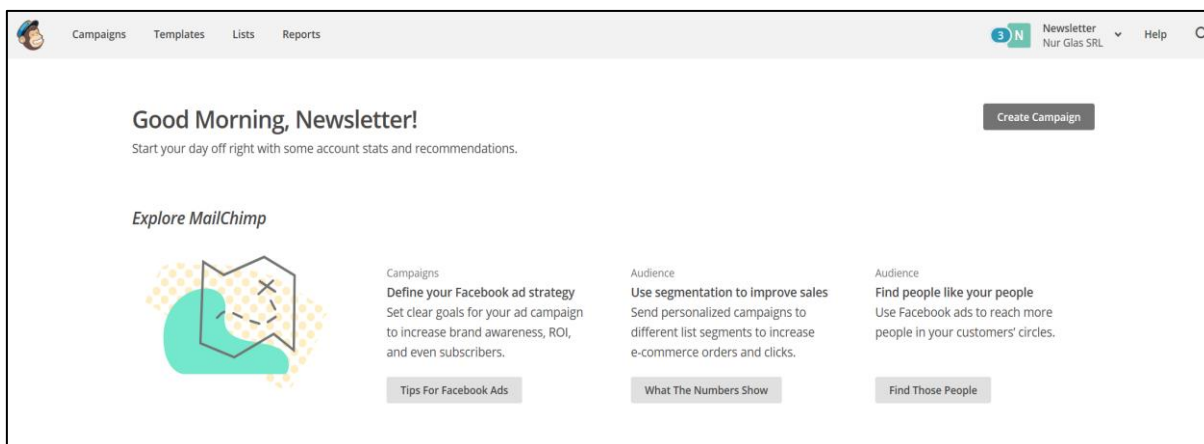 Campaigns Templates Lists Reports
3 N Newsletter Help
Nur Glas SRL
Good Morning, Newsletter!
Create Campaign
Start your day off right with some account stats and recommendations.
Explore MailChimp
Campaigns
Define your Facebook ad strategy
Set clear goals for your ad campaign
to increase brand awareness, ROI,
and even subscribers.
Tips For Facebook Ads
Audience
Use segmentation to improve sales
Send personalized campaigns to
different list segments to increase
e-commerce orders and clicks.
What The Numbers Show
Audience
Find people like your people
Use Facebook ads to reach more
people in your customers' circles.
Find Those People